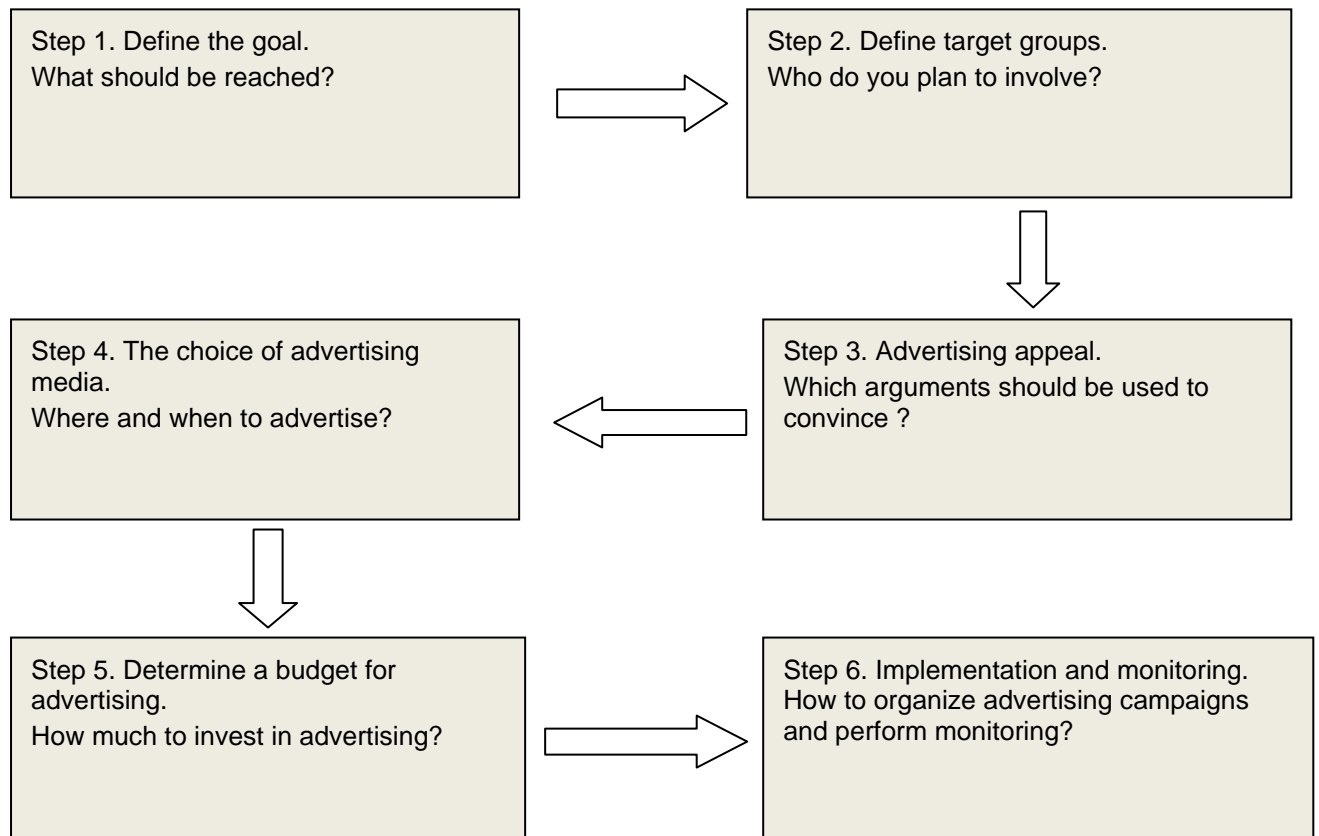 Step 1. Define the goal.
What should be reached?
Step 2. Define target groups.
Who do you plan to involve?
Step 3. Advertising appeal.
Which arguments should be used to
convince ?
Step 4. The choice of advertising
media.
Where and when to advertise?
Step 5. Determine a budget for
advertising.
How much to invest in advertising?
Step 6. Implementation and monitoring.
How to organize advertising campaigns
and perform monitoring?